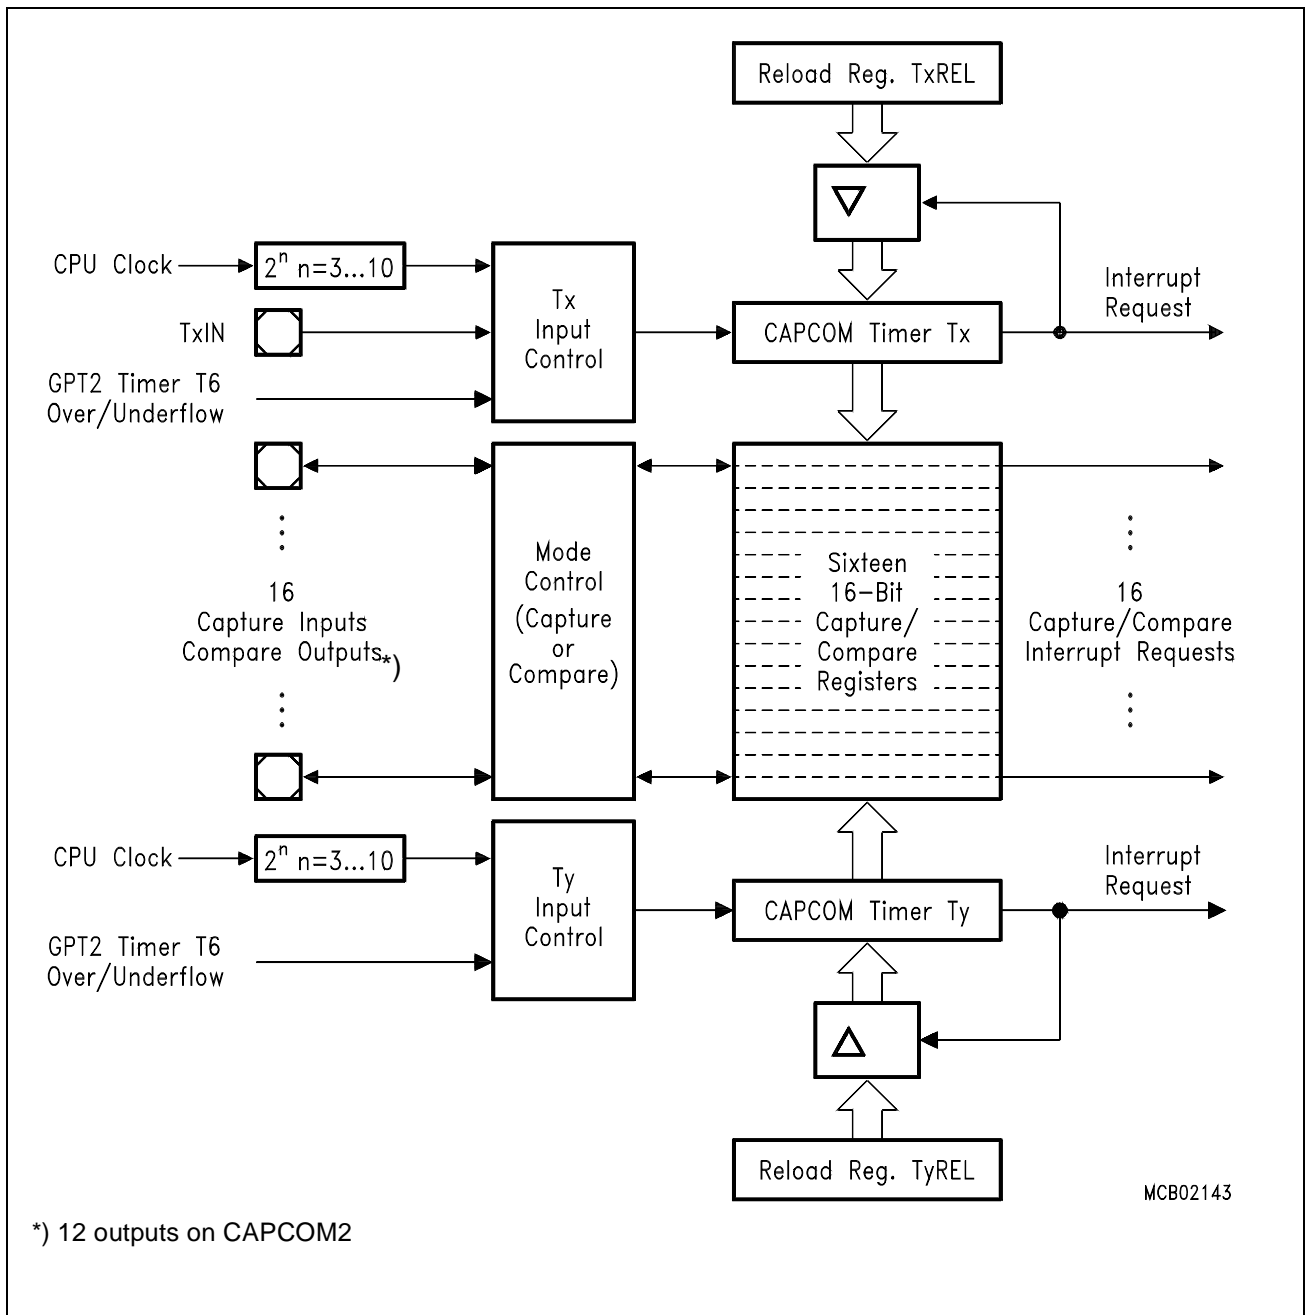 Reload Reg. TxREL
CPU Clock
2ⁿ n=3...10
TxIN
GPT2 Timer T6
Over/Underflow
Tx
Input
Control
CAPCOM Timer Tx
Interrupt
Request
16
Capture Inputs
Compare Outputs*)
Mode
Control
(Capture
or
Compare)
Sixteen
16-Bit
Capture/
Compare
Registers
16
Capture/Compare
Interrupt Requests
CPU Clock
2ⁿ n=3...10
GPT2 Timer T6
Over/Underflow
Ty
Input
Control
CAPCOM Timer Ty
Interrupt
Request
Reload Reg. TyREL
MCB02143
*) 12 outputs on CAPCOM2